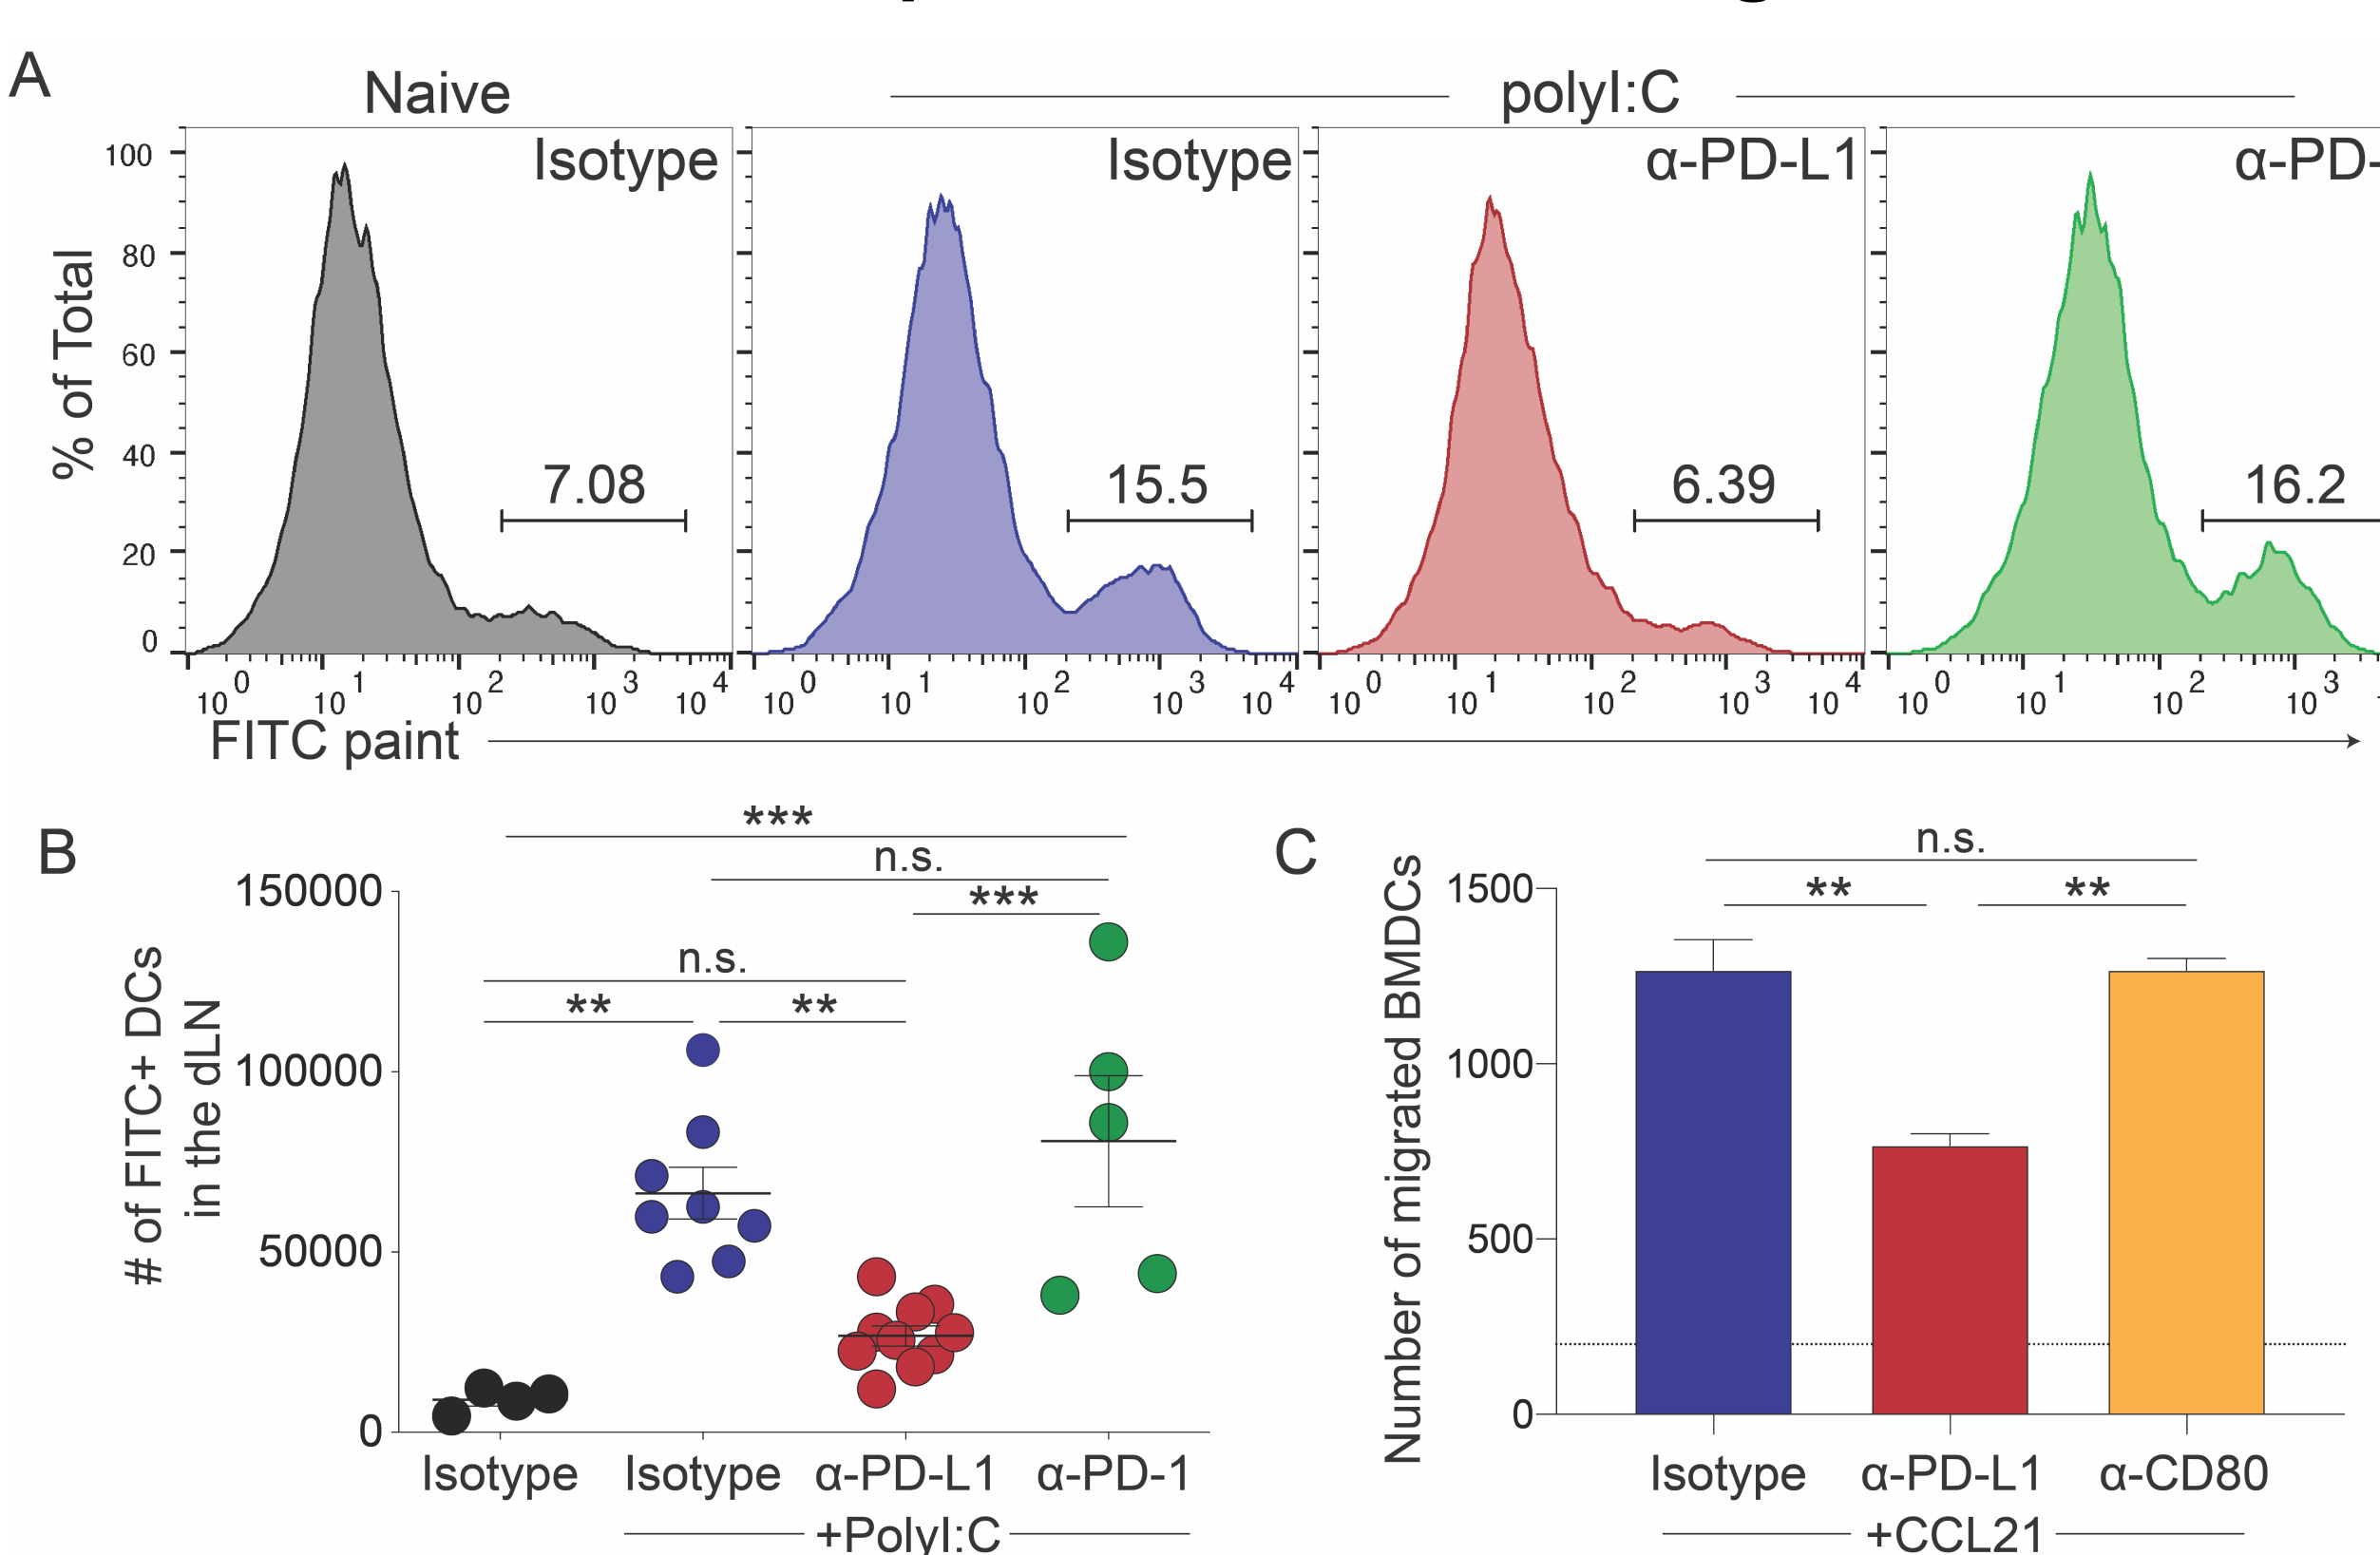 A
Naive
polyI:C
Isotype
Isotype
α-PD-L1
α-PD-
% of Total
100
80
60
40
20
0
7.08
15.5
6.39
16.2
10^0 10^1 10^2 10^3 10^4
10^0 10^1 10^2 10^3 10^4
10^0 10^1 10^2 10^3 10^4
10^0 10^1 10^2 10^3
FITC paint
B
# of FITC+ DCs
in the dLN
150000
100000
50000
0
***
n.s.
***
n.s.
** **
Isotype Isotype α-PD-L1 α-PD-1
+PolyI:C
C
Number of migrated BMDCs
1500
1000
500
0
n.s.
** **
Isotype α-PD-L1 α-CD80
+CCL21